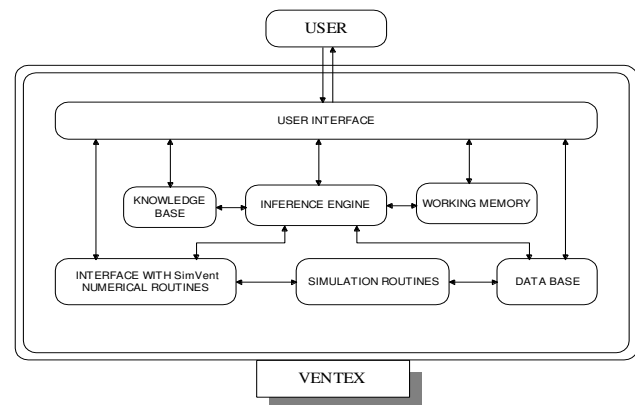 USER
USER INTERFACE
KNOWLEDGE
BASE
INFERENCE ENGINE
WORKING MEMORY
INTERFACE WITH SimVent
NUMERICAL ROUTINES
SIMULATION ROUTINES
DATA BASE
VENTEX